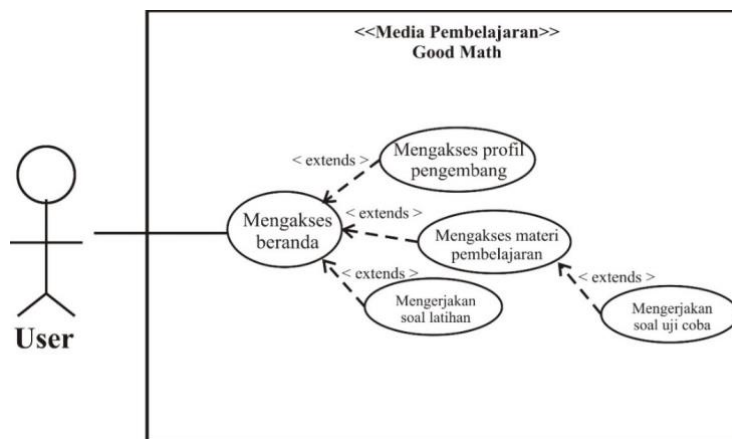 <<Media Pembelajaran>>
Good Math
< extends >
Mengakses profil
pengembang
Mengakses
beranda
< extends >
Mengakses materi
pembelajaran
< extends >
Mengerjakan
soal latihan
< extends >
Mengerjakan
soal uji coba
User